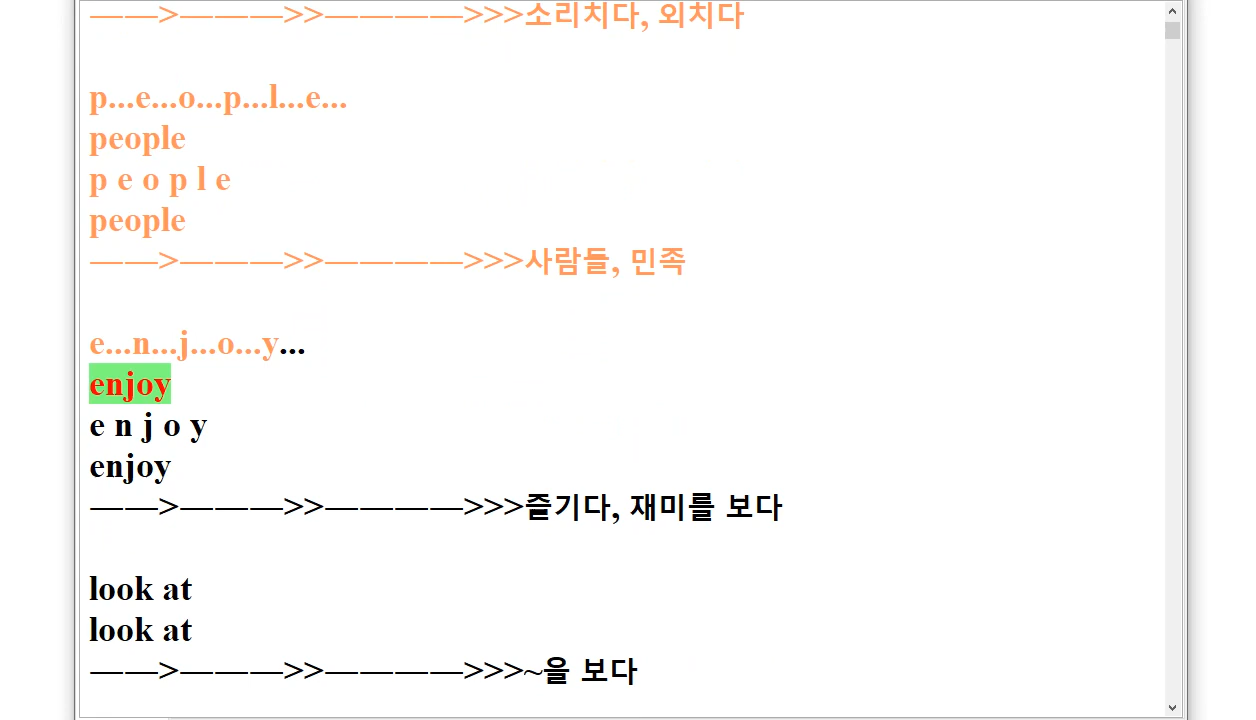 ——>———>>————>>>소리치다, 외치다
p...e...o...p...l...e...
people
p e o p l e
people
——>———>>————>>>사람들, 민족
e...n...j...o...y...
enjoy
e n j o y
enjoy
——>———>>————>>>즐기다, 재미를 보다
look at
look at
——>———>>————>>>~을 보다